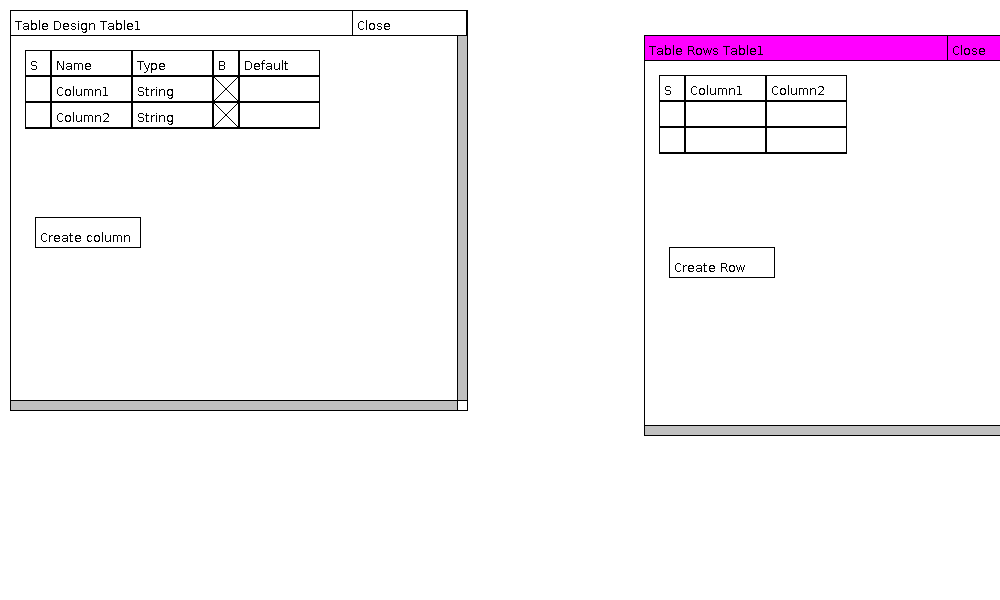 Table Design Table1 Close
S Name Type B Default
Column1 String
Column2 String
Create column
Table Rows Table1 Close
S Column1 Column2
Create Row